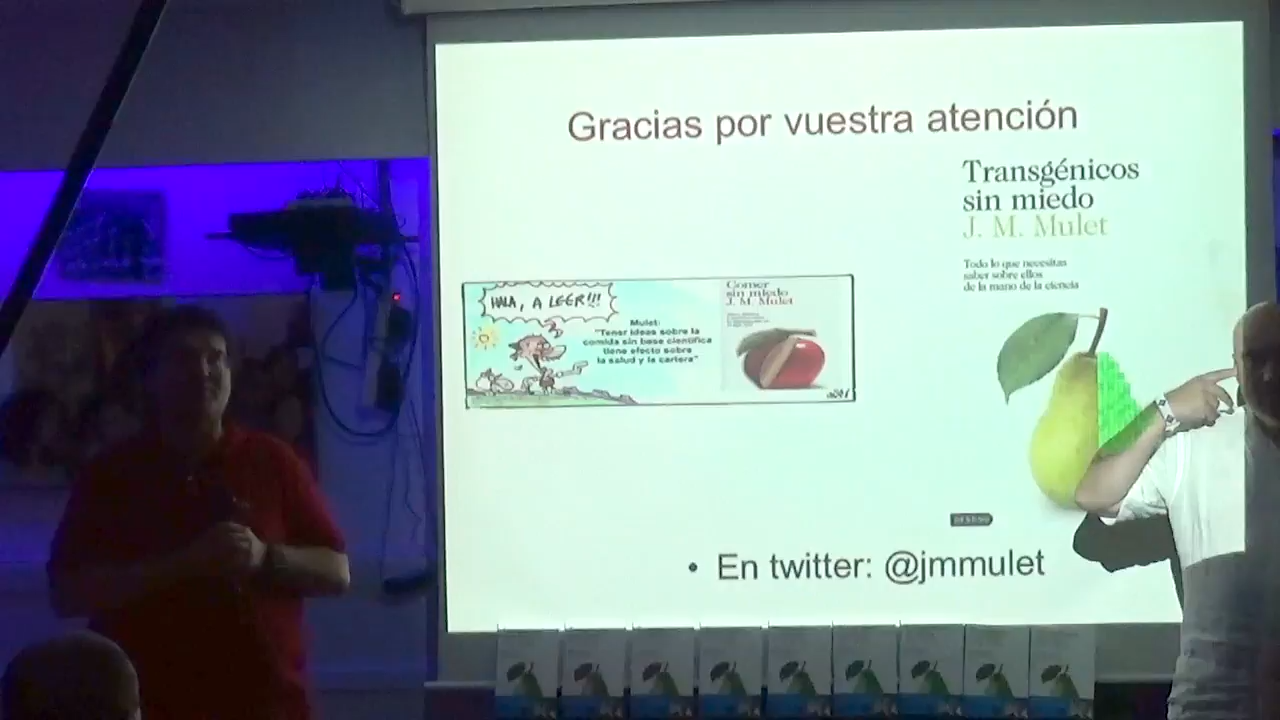 Gracias por vuestra atención
Transgénicos
sin miedo
J. M. Mulet
Todo lo que necesitas
saber sobre ellos
de la mano de la ciencia
HALA, A LEER!!!
Mulet:
"Tener ideas sobre la
comida sin base científica
tiene efecto sobre
la salud y la cartera"
Comer
sin miedo
J. M. Mulet
• En twitter: @jmmulet